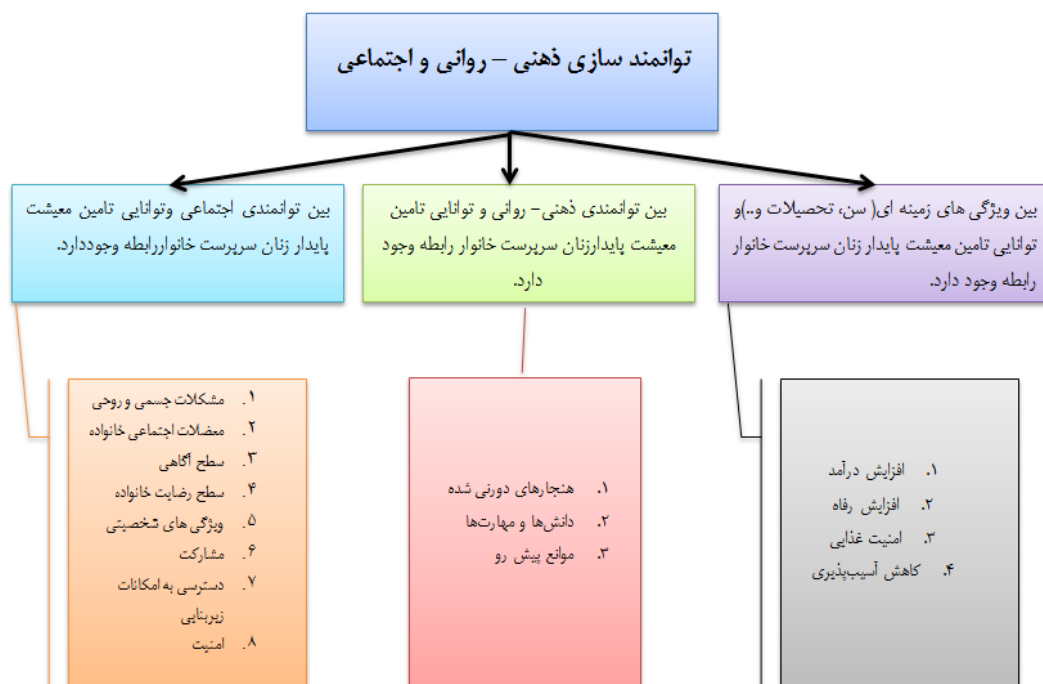 توانمند سازی ذهنی – روانی و اجتماعی
بین ویژگی های زمینه ای( سن، تحصیلات و..)و
توانایی تامین معیشت پایدار زنان سرپرست خانوار
رابطه وجود دارد.
بین توانمندی ذهنی- روانی و توانایی تامین
معیشت پایدارزنان سرپرست خانوار رابطه وجود
دارد.
بین توانمندی اجتماعی وتوانایی تامین معیشت
پایدار زنان سرپرست خانواررابطه وجوددارد.
۱. افزایش درآمد
۲. افزایش رفاه
۳. امنیت غذایی
۴. کاهش آسیب‌پذیری
۱. هنجارهای دورنی شده
۲. دانش‌ها و مهارت‌ها
۳. موانع پیش رو
۱. مشکلات جسمی و روحی
۲. معضلات اجتماعی خانواده
۳. سطح آگاهی
۴. سطح رضایت خانواده
۵. ویژگی های شخصیتی
۶. مشارکت
۷. دسترسی به امکانات
زیربنایی
۸. امنیت